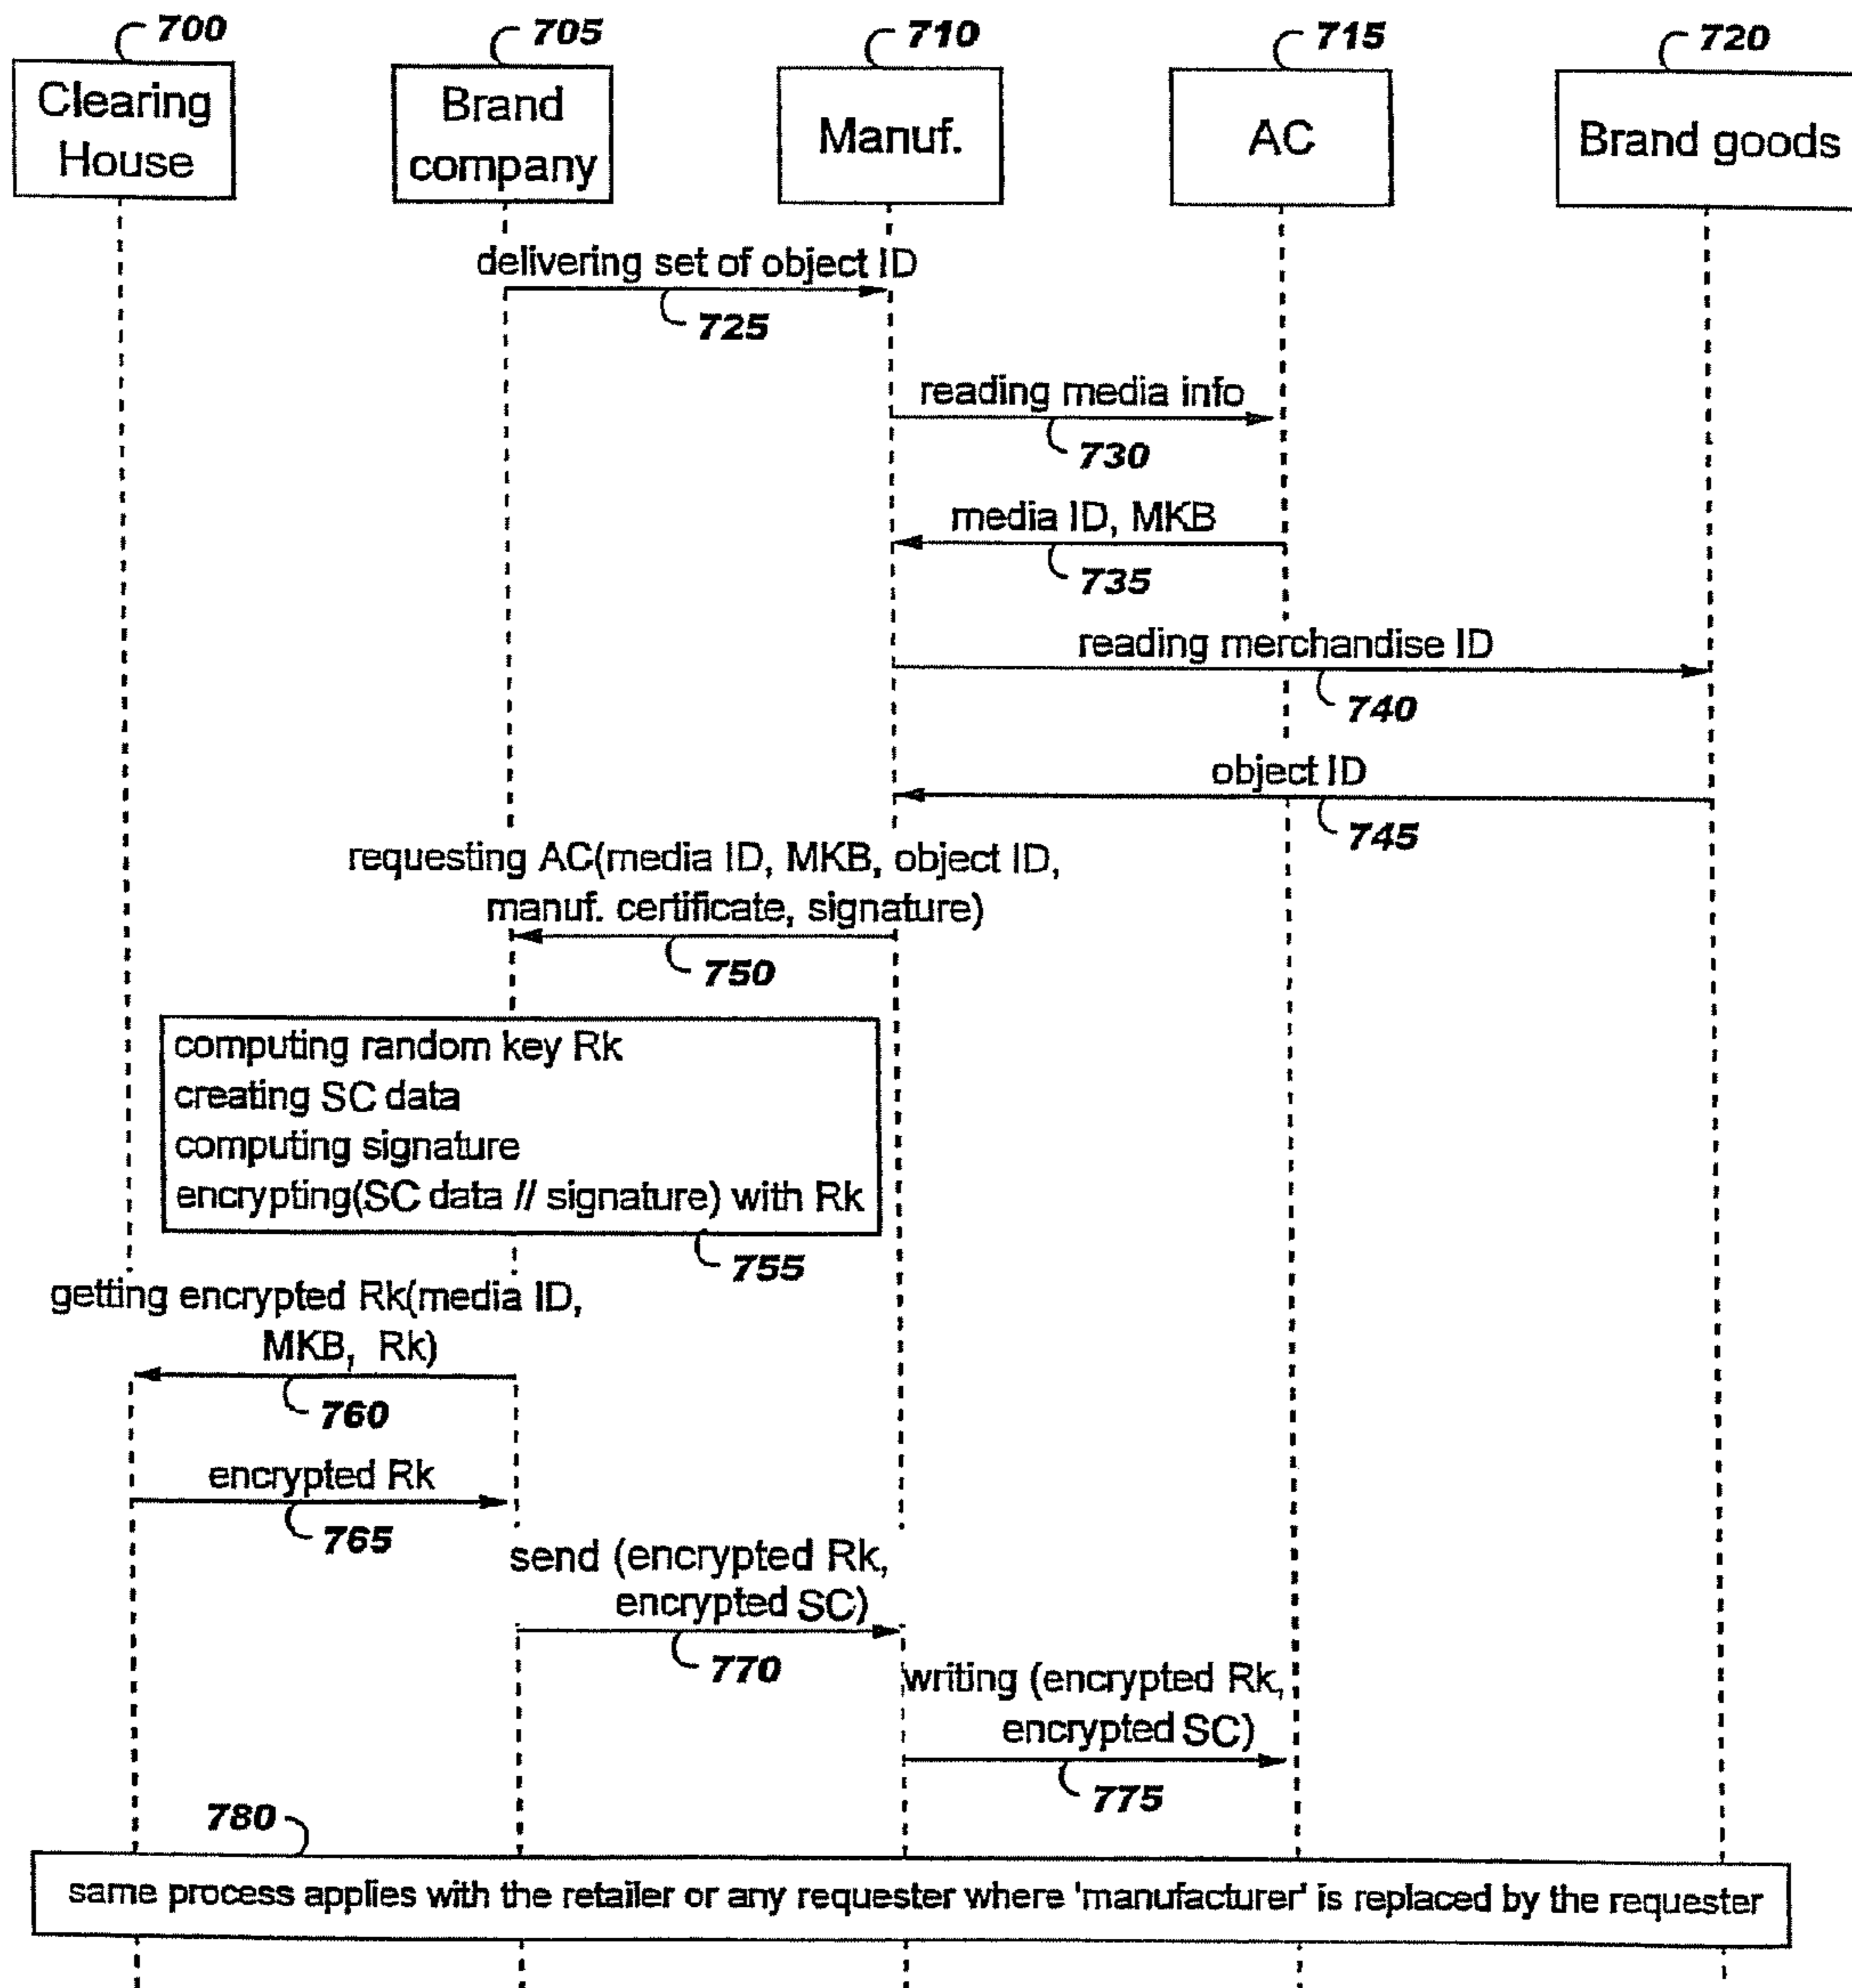 700
705
710
715
720
Clearing
House
Brand
company
Manuf.
AC
Brand goods
delivering set of object ID
725
reading media info
730
media ID, MKB
735
reading merchandise ID
740
object ID
745
requesting AC(media ID, MKB, object ID,
manuf. certificate, signature)
750
computing random key Rk
creating SC data
computing signature
encrypting(SC data // signature) with Rk
755
getting encrypted Rk(media ID,
MKB, Rk)
760
encrypted Rk
765
send (encrypted Rk,
encrypted SC)
770
writing (encrypted Rk,
encrypted SC)
775
780
same process applies with the retailer or any requester where 'manufacturer' is replaced by the requester